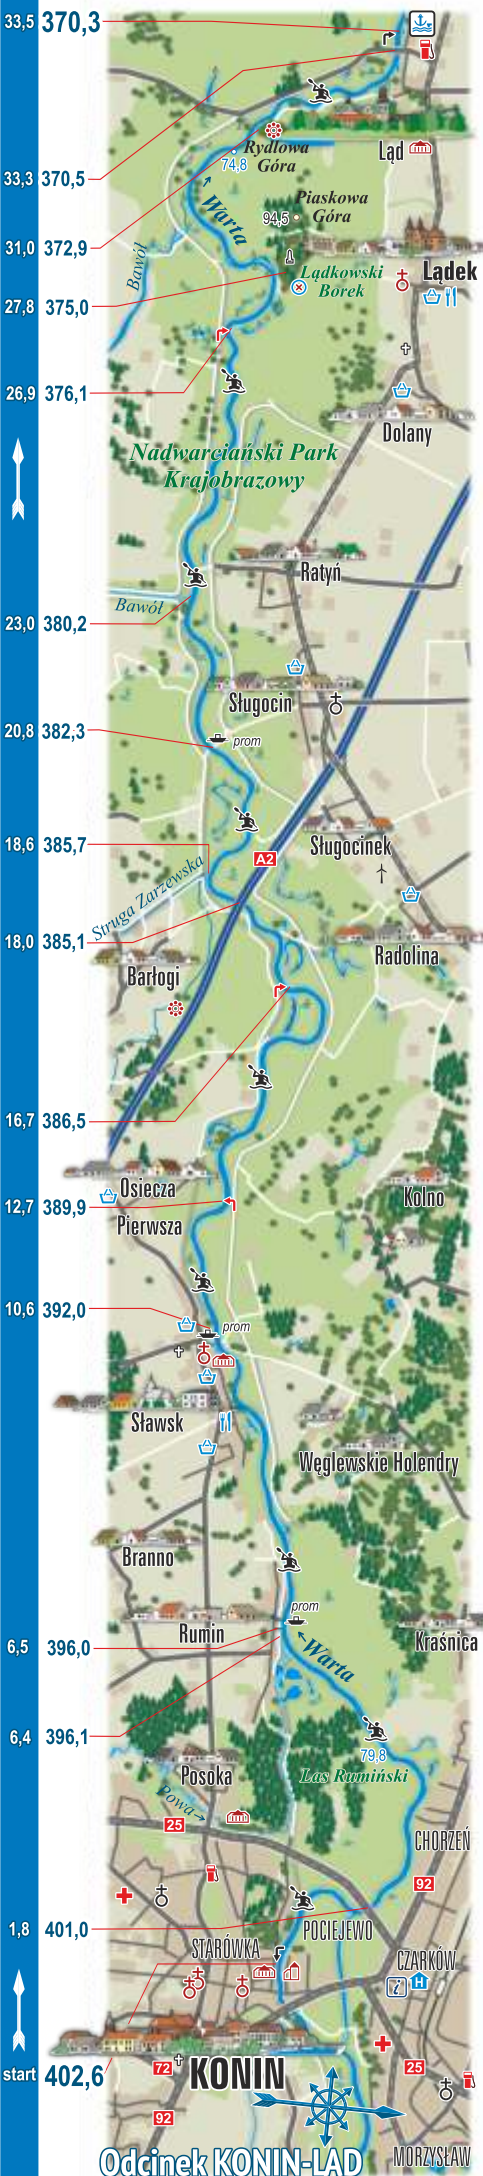 33,5 370,3
Ląd
Rydlowa
Góra
74,8
33,3 370,5
Piaskowa
Góra
94,5
Warta
31,0 372,9
Bawół
Lądkowski
Borek
Lądek
27,8 375,0
26,9 376,1
Dolany
Nadwarciański Park
Krajobrazowy
Ratyń
Bawół
23,0 380,2
Sługocin
20,8 382,3
prom
18,6 385,7
Sługocinek
A2
Struga Zarzewska
18,0 385,1
Radolina
Barłogi
16,7 386,5
Osiecza
Pierwsza
Kolno
12,7 389,9
10,6 392,0
prom
Sławsk
Węglewskie Holendry
Branno
prom
Rumin
Kraśnica
6,5 396,0
Warta
6,4 396,1
79,8
Posoka
Las Rumiński
Powa
25
CHORZEŃ
92
1,8 401,0
POCIEJEWO
STARÓWKA
CZARKÓW
i
H
start 402,6
72
KONIN
25
92
MORZYSŁAW
Odcinek KONIN-LĄD